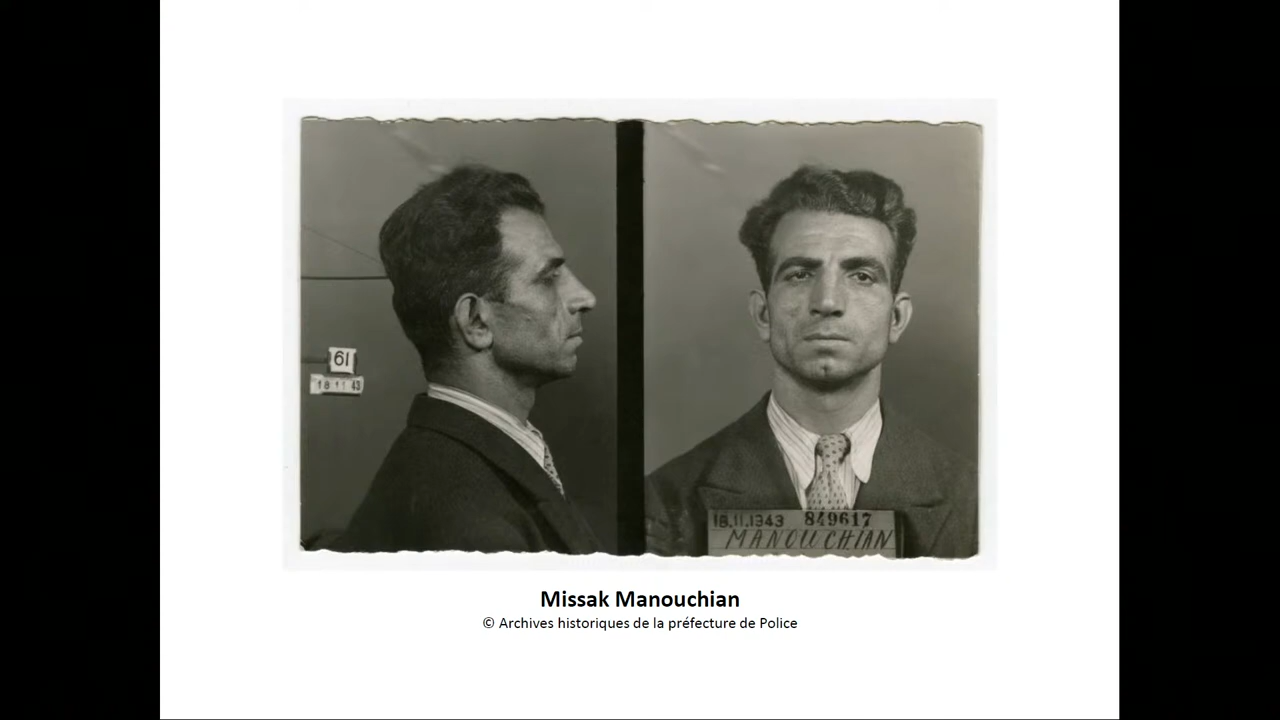 61
18 11 43
18.11.1943 849617
MANOUCHIAN
Missak Manouchian
© Archives historiques de la préfecture de Police